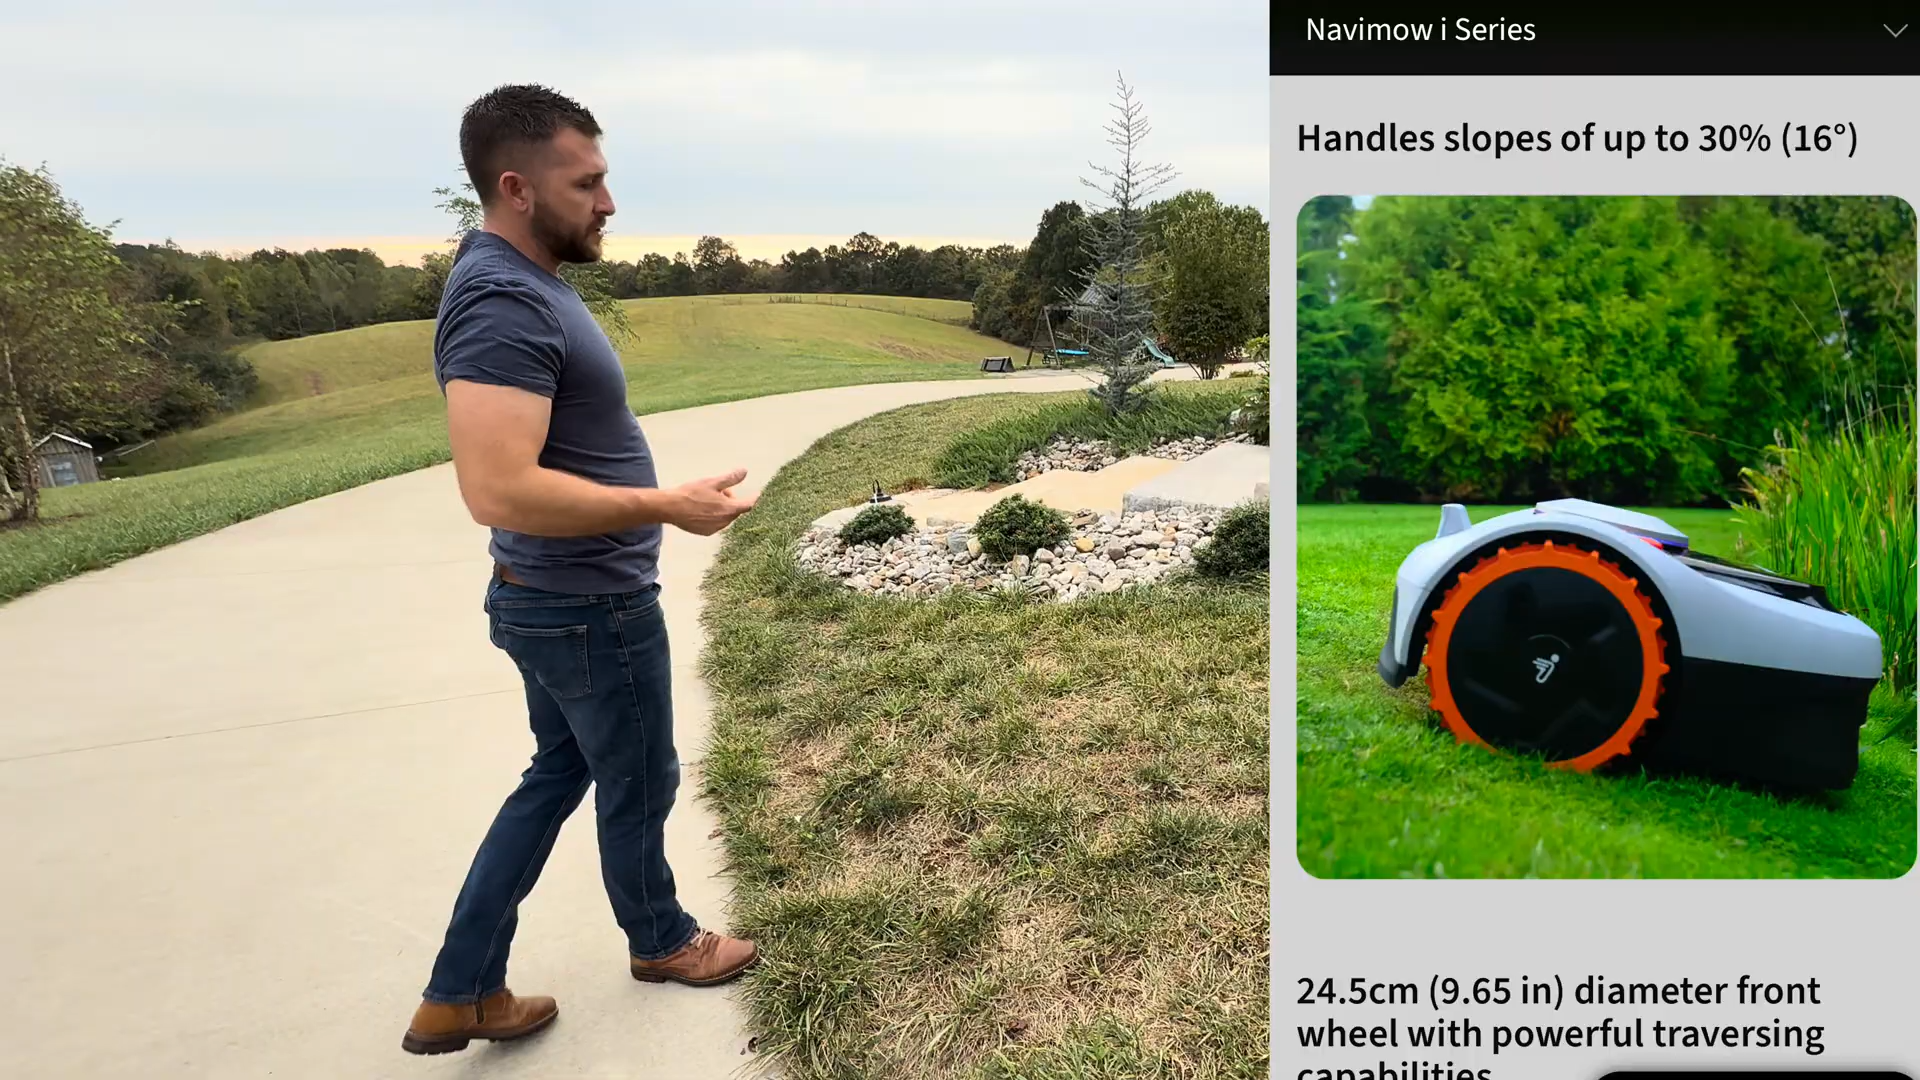 Navimow i Series
Handles slopes of up to 30% (16°)
24.5cm (9.65 in) diameter front
wheel with powerful traversing
capabilities